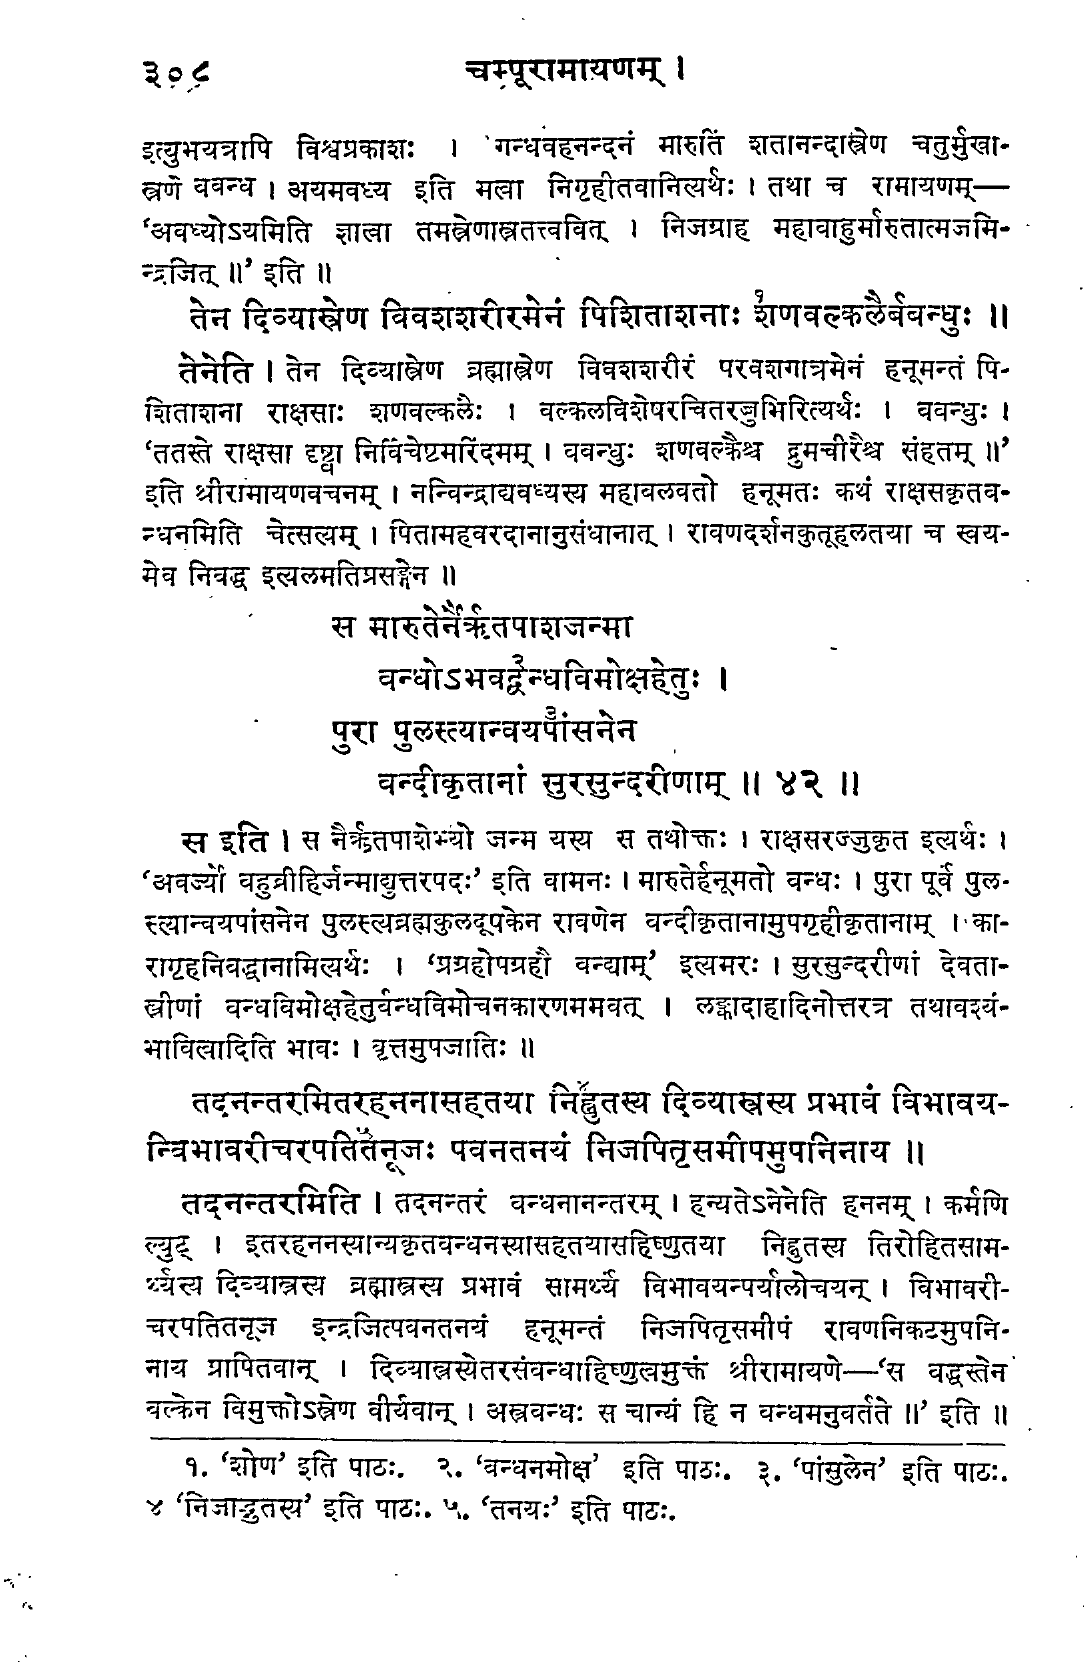 ३०८ चम्पूरामायणम् ।
इत्युभयत्रापि विश्वप्रकाशः । गन्धवहनन्दनं मारुतिं शतानन्दास्त्रेण चतुर्मुखा-
स्त्रेण बबन्ध । अयमवध्य इति मत्वा निगृहीतवानित्यर्थः । तथा च रामायणम्—
‘अवध्योऽयमिति ज्ञात्वा तमस्त्रेणास्त्रतत्त्ववित् । निजग्राह महाबाहुर्मारुतात्मजमि-
न्द्रजित् ॥’ इति ॥
तेन दिव्यास्त्रेण विवशशरीरमेनं पिशिताशनाः शणवल्कलैर्बबन्धुः ॥
तेनेति । तेन दिव्यास्त्रेण ब्रह्मास्त्रेण विवशशरीरं परवशगात्रमेनं हनूमन्तं पि-
शिताशना राक्षसाः शणवल्कलैः । वल्कलविशेषरचितरज्जुभिरित्यर्थः । बबन्धुः ।
‘ततस्ते राक्षसा दृष्ट्वा निर्विचेष्टमरिंदमम् । बबन्धुः शणवल्कैश्च द्रुमचीरैश्च संहतम् ॥’
इति श्रीरामायणवचनम् । नन्विन्द्राद्यवध्यस्य महाबलवतो हनूमतः कथं राक्षसकृतब-
न्धनमिति चेत्सत्यम् । पितामहवरदानानुसंधानात् । रावणदर्शनकुतूहलतया च स्वय-
मेव निबद्ध इत्यलमतिप्रसङ्गेन ॥
स मारुतेर्नैर्ऋतपाशजन्मा
बन्धोऽभवद्बन्धविमोक्षहेतुः ।
पुरा पुलस्त्यान्वयपांसनेन
बन्दीकृतानां सुरसुन्दरीणाम् ॥ ४२ ॥
स इति । स नैर्ऋतपाशेभ्यो जन्म यस्य स तथोक्तः । राक्षसरज्जुकृत इत्यर्थः ।
‘अवर्ज्यो बहुव्रीहिर्जन्माद्युत्तरपदः’ इति वामनः । मारुतेर्हनूमतो बन्धः । पुरा पूर्वं पुल-
स्त्यान्वयपांसनेन पुलस्त्यब्रह्मकुलदूषकेन रावणेन बन्दीकृतानामुपगृहीकृतानाम् । का-
रागृहनिबद्धानामित्यर्थः । ‘प्रग्रहोपग्रहौ बन्द्याम्’ इत्यमरः । सुरसुन्दरीणां देवता-
स्त्रीणां बन्धविमोक्षहेतुर्बन्धविमोचनकारणमभवत् । लङ्कादाहादिनोत्तरत्र तथावश्यं-
भावित्वादिति भावः । वृत्तमुपजातिः ॥
तदनन्तरमितरहननासहतया निह्नुतस्य दिव्यास्त्रस्य प्रभावं विभावय-
न्विभावरीचरपतितनूजः पवनतनयं निजपितृसमीपमुपनिनाय ॥
तदनन्तरमिति । तदनन्तरं बन्धनानन्तरम् । हन्यतेऽनेनेति हननम् । कर्मणि
ल्युट् । इतरहननस्यान्यकृतबन्धनस्यासहतयासहिष्णुतया निह्नुतस्य तिरोहितसाम-
र्थ्यस्य दिव्यास्त्रस्य ब्रह्मास्त्रस्य प्रभावं सामर्थ्यं विभावयन्पर्यालोचयन् । विभावरी-
चरपतितनूज इन्द्रजित्पवनतनयं हनूमन्तं निजपितृसमीपं रावणनिकटमुपनि-
नाय प्रापितवान् । दिव्यास्त्रस्येतरसंबन्धाहिष्णुत्वमुक्तं श्रीरामायणे—‘स बद्धस्तेन
वल्केन विमुक्तोऽस्त्रेण वीर्यवान् । अस्त्रबन्धः स चान्यं हि न बन्धमनुवर्तते ॥’ इति ॥
१. ‘शोण’ इति पाठः. २. ‘बन्धनमोक्ष’ इति पाठः. ३. ‘पांसुलेन’ इति पाठः.
४ ‘निजाद्भुतस्य’ इति पाठः. ५. ‘तनयः’ इति पाठः.